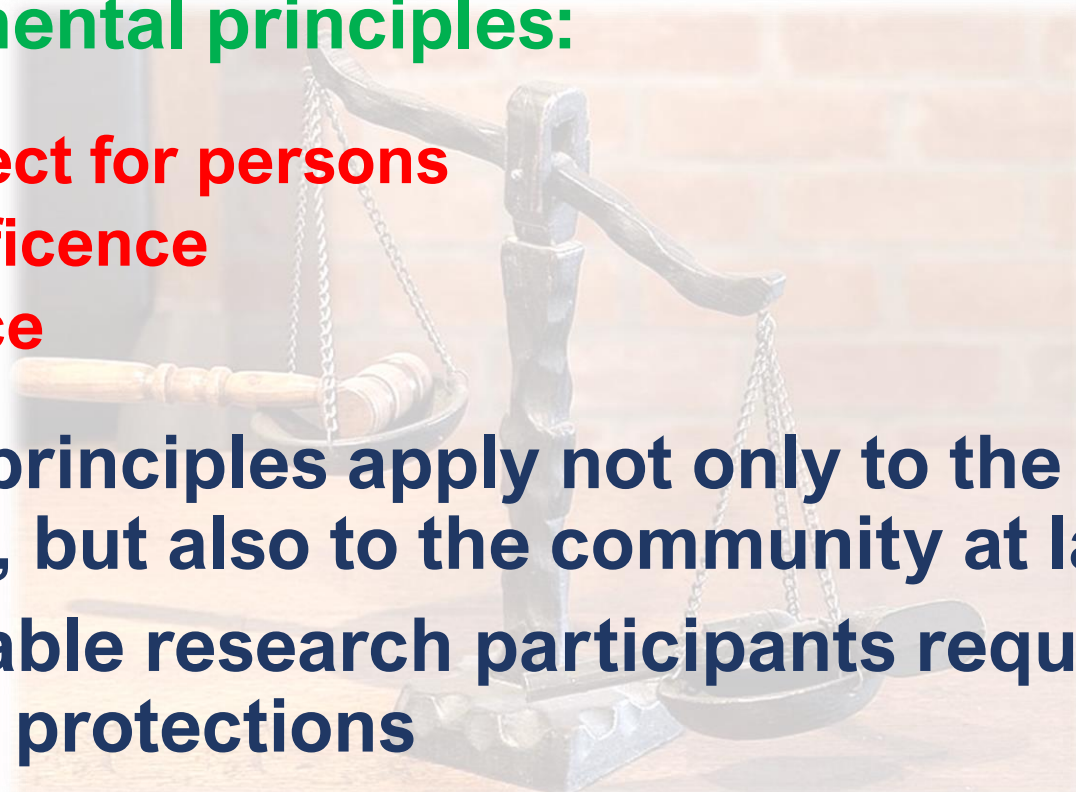 mental principles:
ect for persons
ficence
ce
principles apply not only to the
, but also to the community at la
able research participants requ
protections